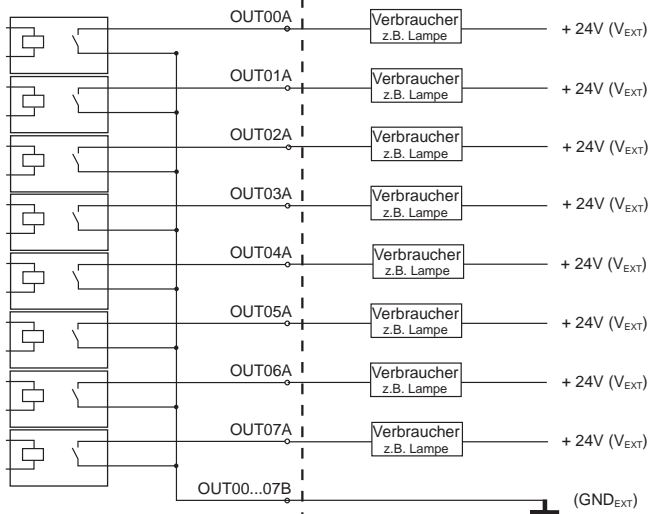 OUT00A Verbraucher + 24V (VEXT)
z.B. Lampe
OUT01A Verbraucher + 24V (VEXT)
z.B. Lampe
OUT02A Verbraucher + 24V (VEXT)
z.B. Lampe
OUT03A Verbraucher + 24V (VEXT)
z.B. Lampe
OUT04A Verbraucher + 24V (VEXT)
z.B. Lampe
OUT05A Verbraucher + 24V (VEXT)
z.B. Lampe
OUT06A Verbraucher + 24V (VEXT)
z.B. Lampe
OUT07A Verbraucher + 24V (VEXT)
z.B. Lampe
OUT00...07B (GNDEXT)